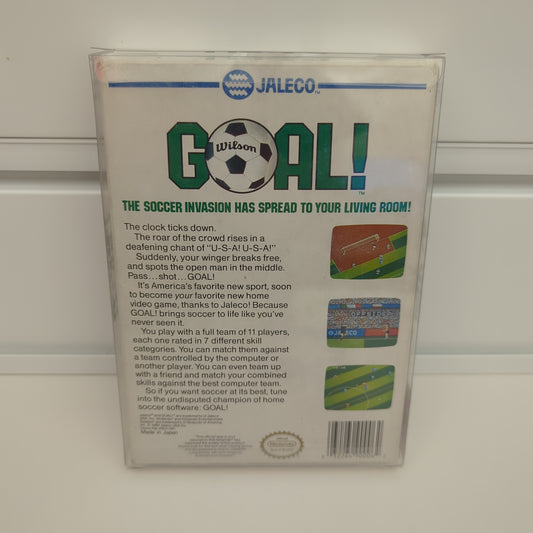 JALECO™
GOAL!™
Wilson
THE SOCCER INVASION HAS SPREAD TO YOUR LIVING ROOM!
The clock ticks down.
The roar of the crowd rises in a
deafening chant of "U-S-A! U-S-A!"
Suddenly, your winger breaks free,
and spots the open man in the middle.
Pass...shot...GOAL!
It's America's favorite new sport, soon
to become your favorite new home
video game, thanks to Jaleco! Because
GOAL! brings soccer to life like you've
never seen it.
You play with a full team of 11 players,
each one rated in 7 different skill
categories. You can match them against
a team controlled by the computer or
another player. You can even team up
with a friend and match your combined
skills against the best computer team.
So if you want soccer at its best, tune
into the undisputed champion of home
soccer software: GOAL!
JALECO
Made in Japan
Nintendo